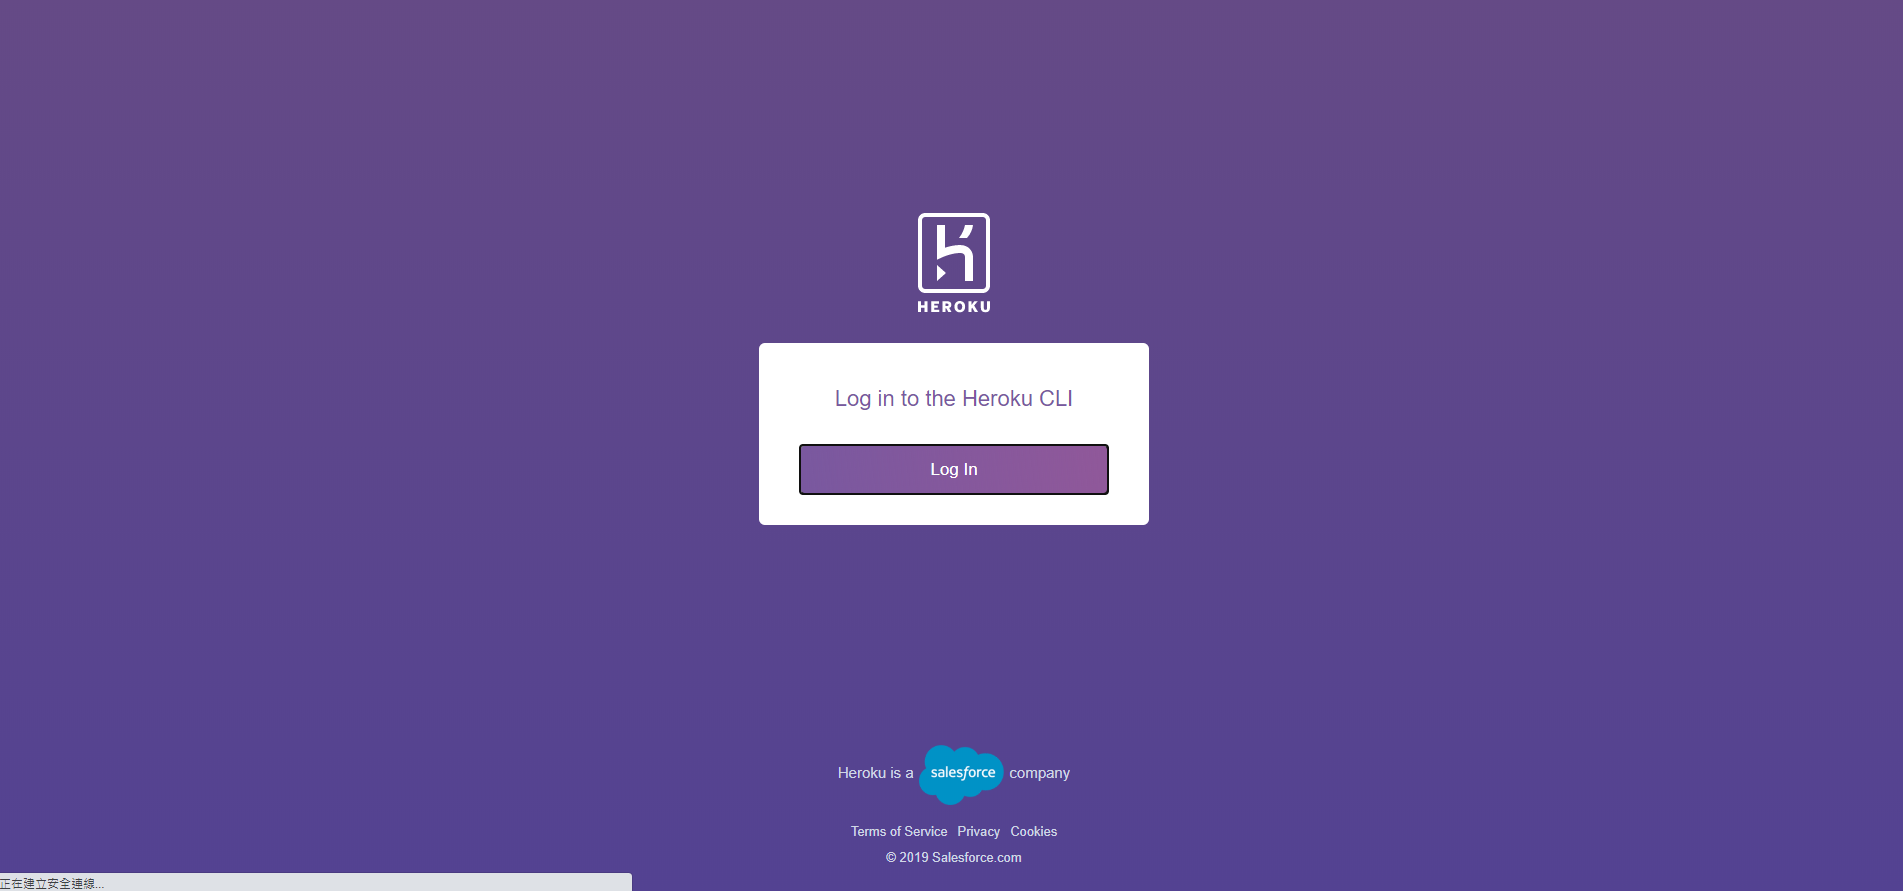 HEROKU
Log in to the Heroku CLI
Log In
Heroku is a salesforce company
Terms of Service Privacy Cookies
© 2019 Salesforce.com
正在建立安全連線...